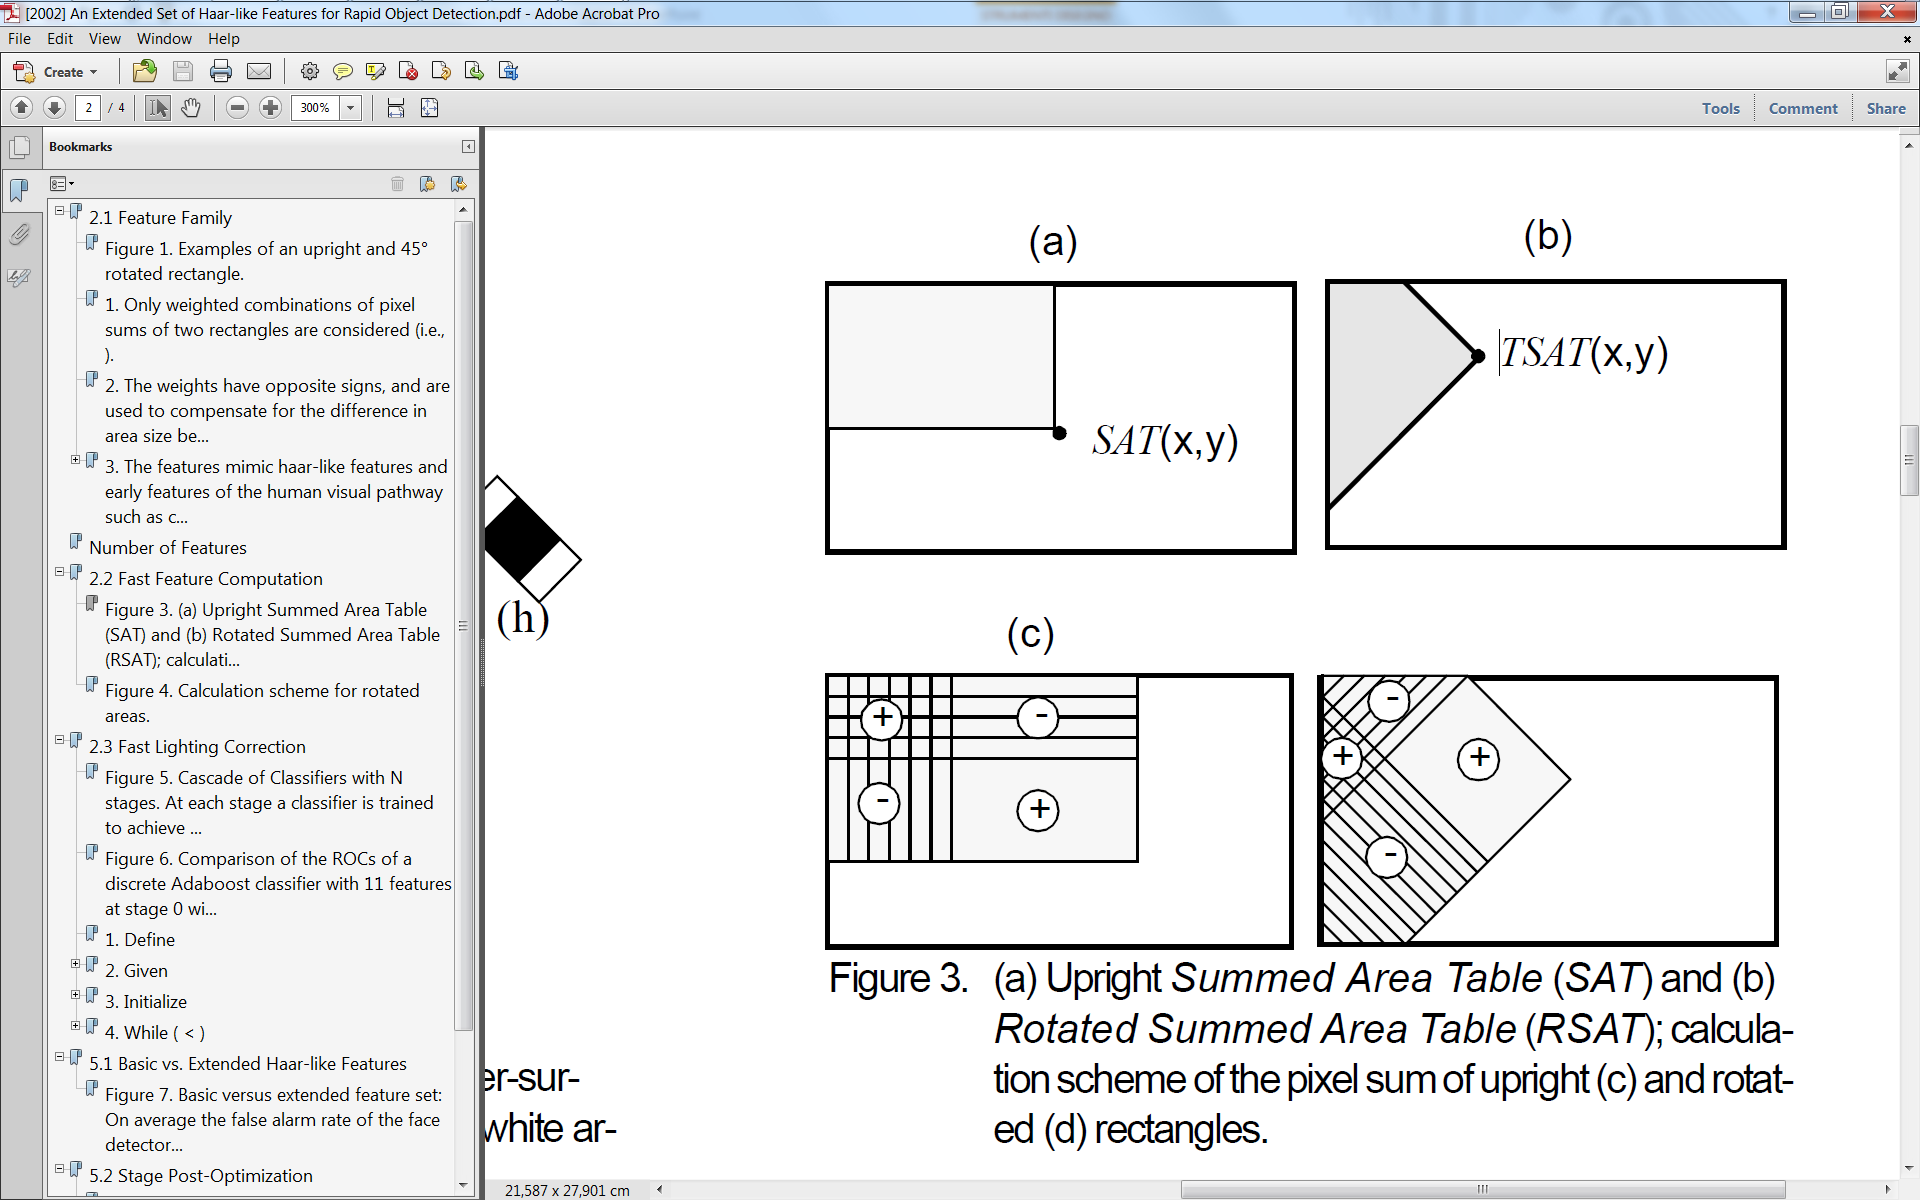 [2002] An Extended Set of Haar-like Features for Rapid Object Detection.pdf - Adobe Acrobat Pro
File Edit View Window Help
Create
2 / 4 300% Tools Comment Share
Bookmarks
2.1 Feature Family
Figure 1. Examples of an upright and 45°
rotated rectangle.
1. Only weighted combinations of pixel
sums of two rectangles are considered (i.e.,
).
2. The weights have opposite signs, and are
used to compensate for the difference in
area size be...
3. The features mimic haar-like features and
early features of the human visual pathway
such as c...
Number of Features
2.2 Fast Feature Computation
Figure 3. (a) Upright Summed Area Table
(SAT) and (b) Rotated Summed Area Table
(RSAT); calculati...
Figure 4. Calculation scheme for rotated
areas.
2.3 Fast Lighting Correction
Figure 5. Cascade of Classifiers with N
stages. At each stage a classifier is trained
to achieve ...
Figure 6. Comparison of the ROCs of a
discrete Adaboost classifier with 11 features
at stage 0 wi...
1. Define
2. Given
3. Initialize
4. While ( < )
5.1 Basic vs. Extended Haar-like Features
Figure 7. Basic versus extended feature set:
On average the false alarm rate of the face
detector...
5.2 Stage Post-Optimization
(a)
(b)
SAT(x,y)
TSAT(x,y)
(h)
(c)
+ -
- +
-
+ +
-
Figure 3. (a) Upright Summed Area Table (SAT) and (b)
Rotated Summed Area Table (RSAT); calcula-
tion scheme of the pixel sum of upright (c) and rotat-
ed (d) rectangles.
er-sur-
white ar-
21,587 x 27,901 cm